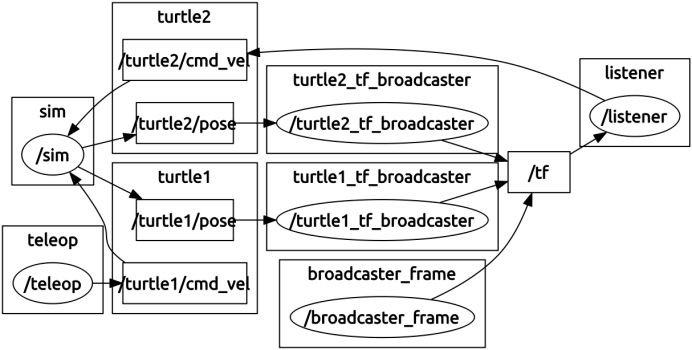 turtle2
/turtle2/cmd_vel
turtle2_tf_broadcaster
listener
sim
/turtle2/pose
/turtle2_tf_broadcaster
/listener
/sim
turtle1
turtle1_tf_broadcaster
/tf
/turtle1/pose
/turtle1_tf_broadcaster
teleop
broadcaster_frame
/teleop
/turtle1/cmd_vel
/broadcaster_frame